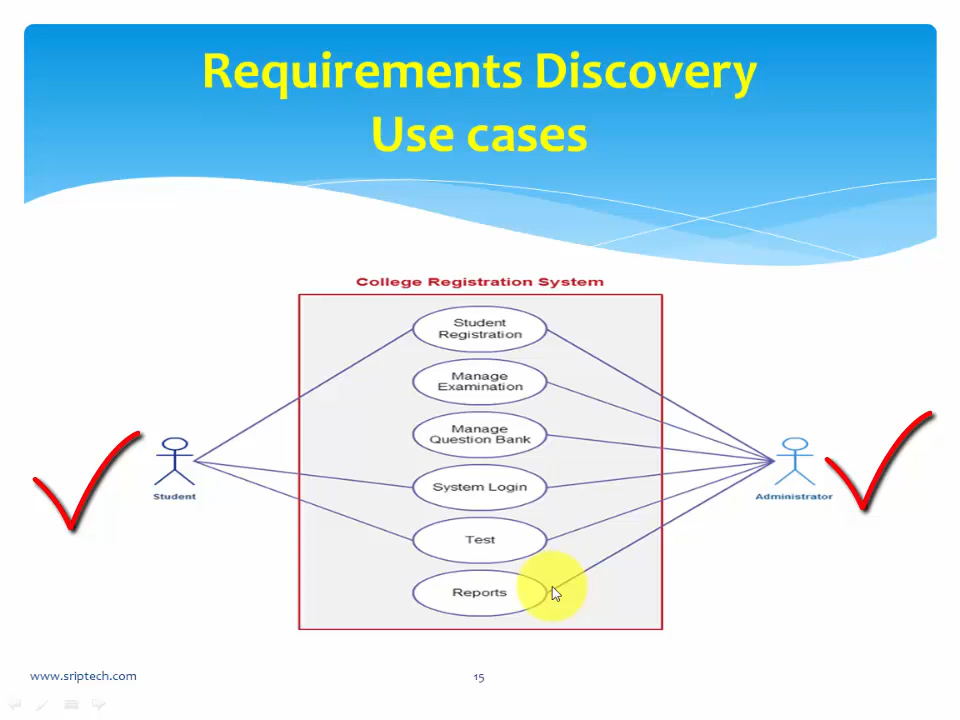 Requirements Discovery
Use cases
College Registration System
Student
Registration
Manage
Examination
Manage
Question Bank
System Login
Test
Reports
Student
Administrator
www.sriptech.com
15